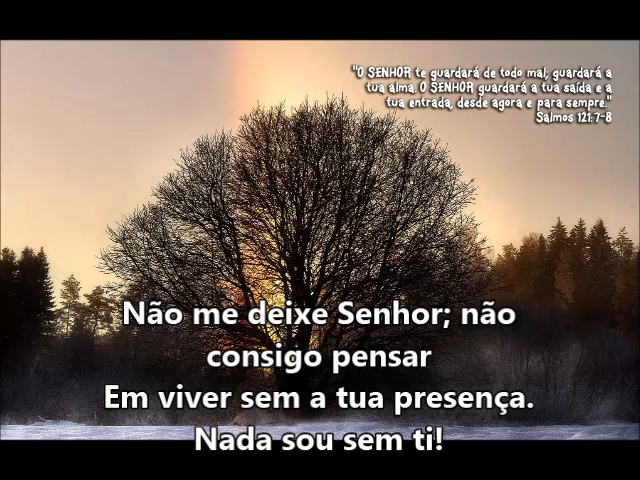 "O SENHOR te guardará de todo mal; guardará a
tua alma. O SENHOR guardará a tua saída e a
tua entrada, desde agora e para sempre."
Salmos 121:7-8
Não me deixe Senhor; não
consigo pensar
Em viver sem a tua presença.
Nada sou sem ti!